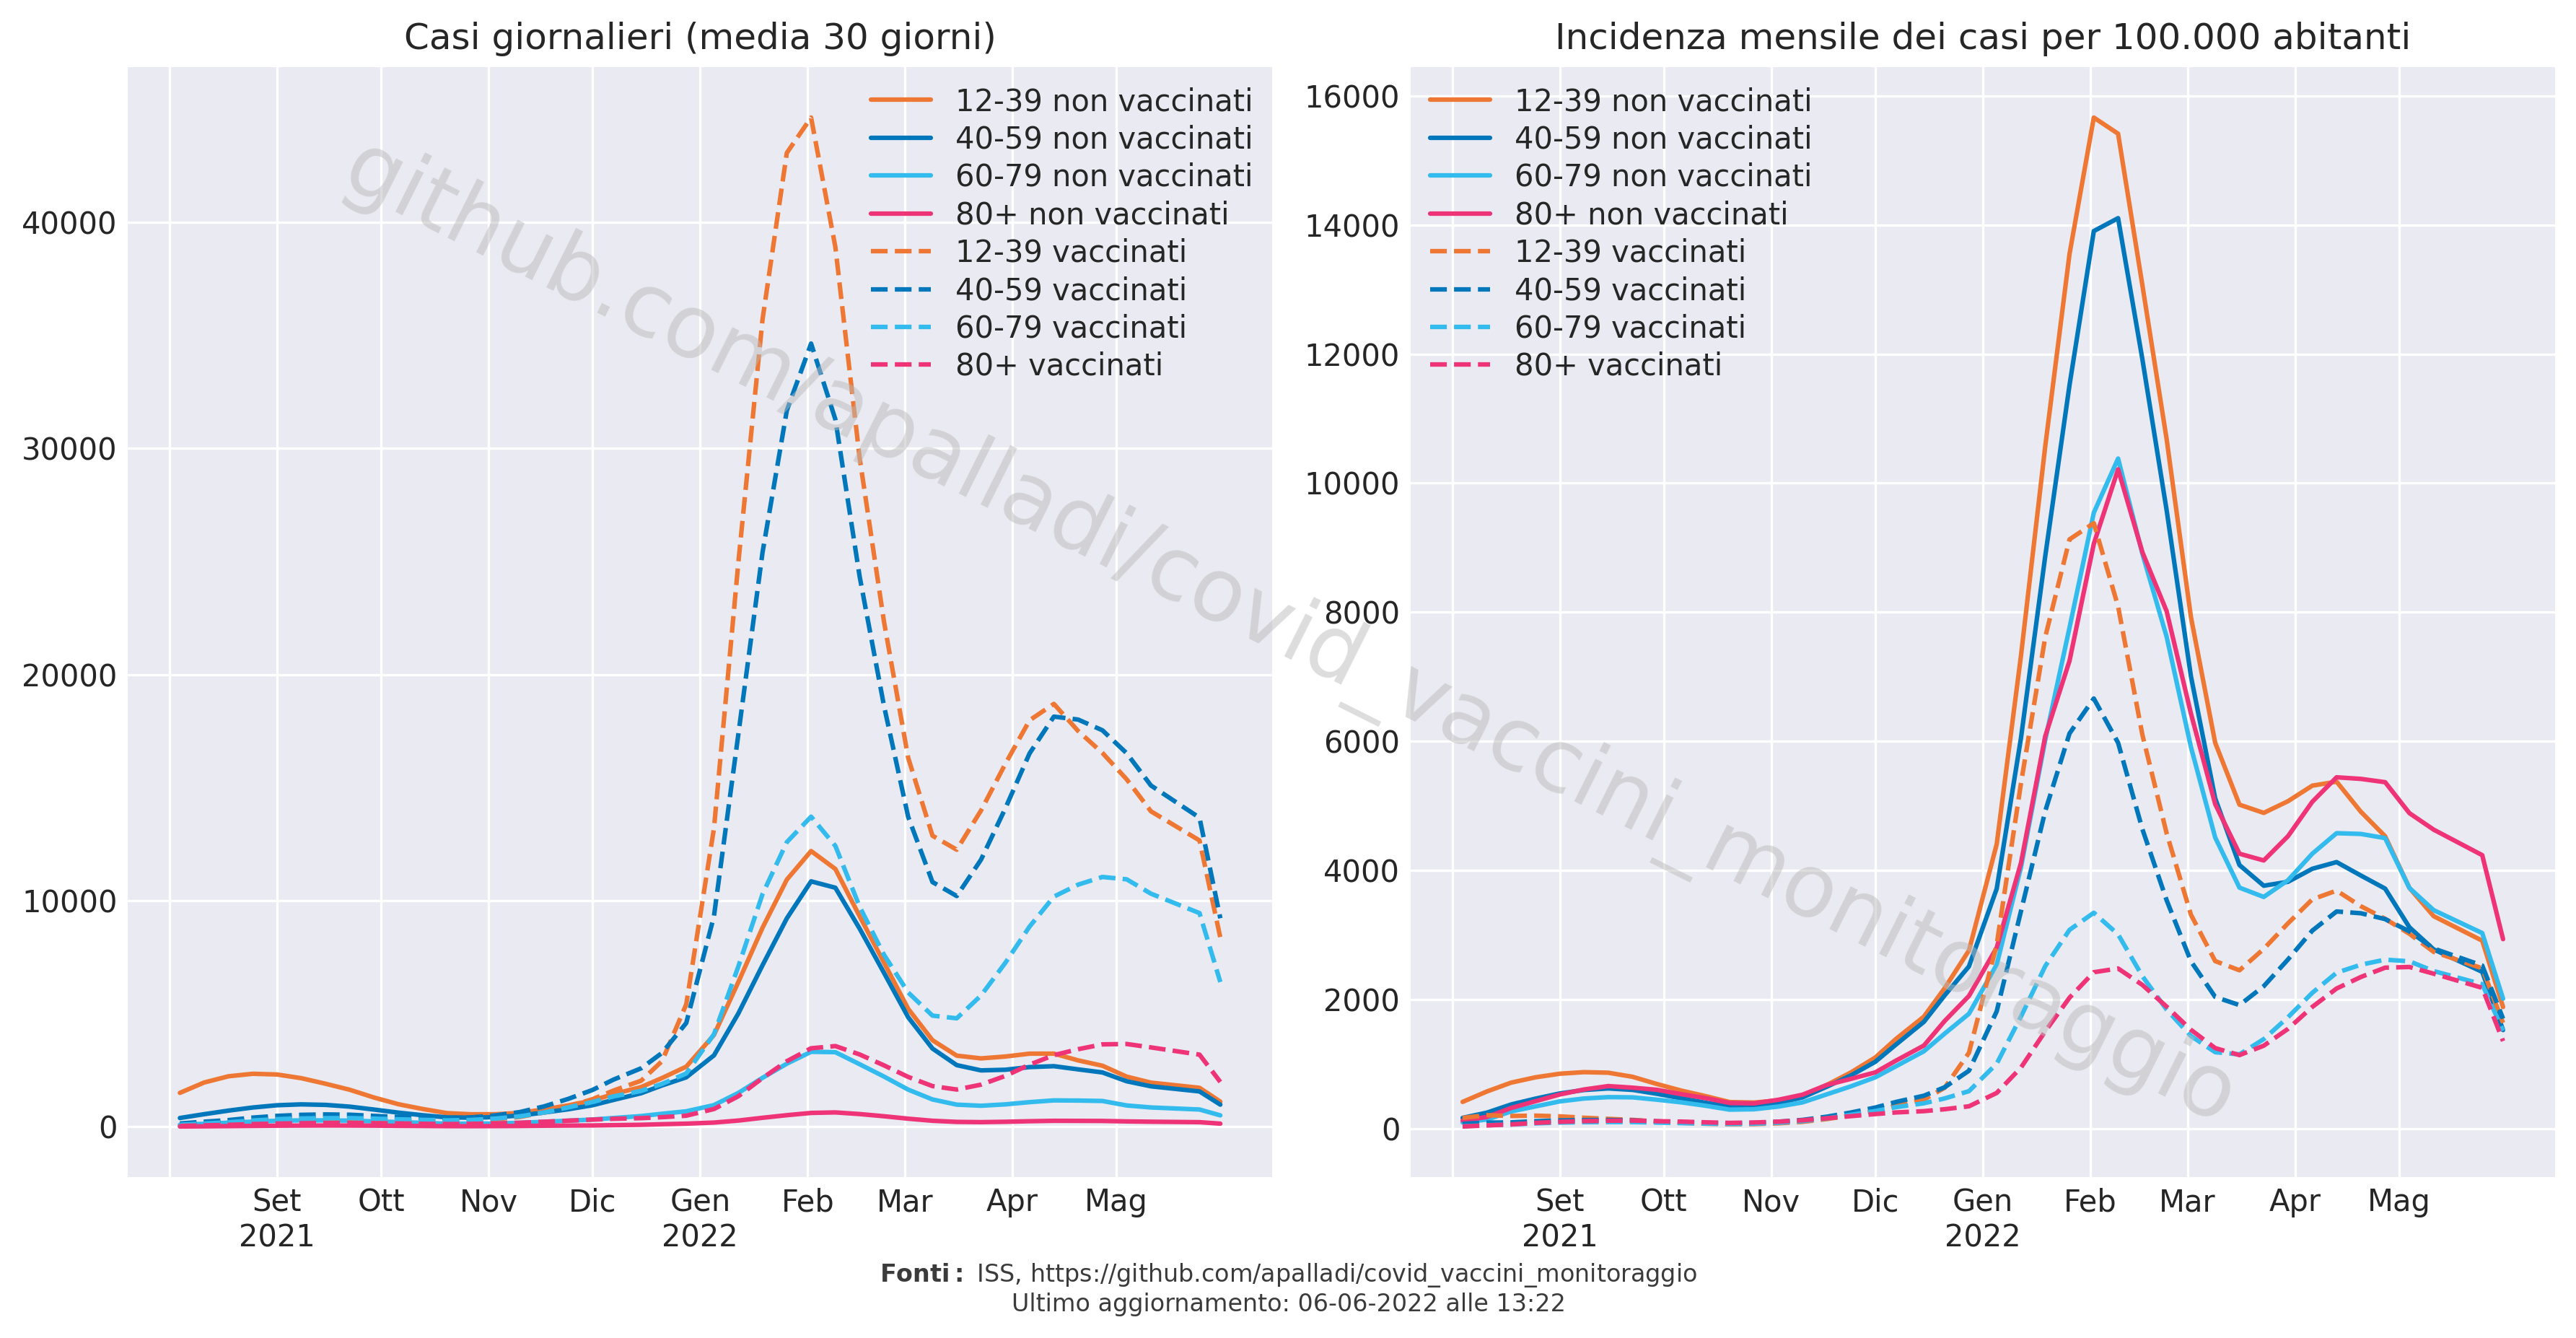 Casi giornalieri (media 30 giorni)
40000
30000
20000
10000
0
12-39 non vaccinati
40-59 non vaccinati
60-79 non vaccinati
80+ non vaccinati
12-39 vaccinati
40-59 vaccinati
60-79 vaccinati
80+ vaccinati
Set Ott Nov Dic Gen Feb Mar Apr Mag
2021 2022
Incidenza mensile dei casi per 100.000 abitanti
16000
14000
12000
10000
8000
6000
4000
2000
0
12-39 non vaccinati
40-59 non vaccinati
60-79 non vaccinati
80+ non vaccinati
12-39 vaccinati
40-59 vaccinati
60-79 vaccinati
80+ vaccinati
Set Ott Nov Dic Gen Feb Mar Apr Mag
2021 2022
github.com/apalladi/covid_vaccini_monitoraggio
Fonti: ISS, https://github.com/apalladi/covid_vaccini_monitoraggio
Ultimo aggiornamento: 06-06-2022 alle 13:22